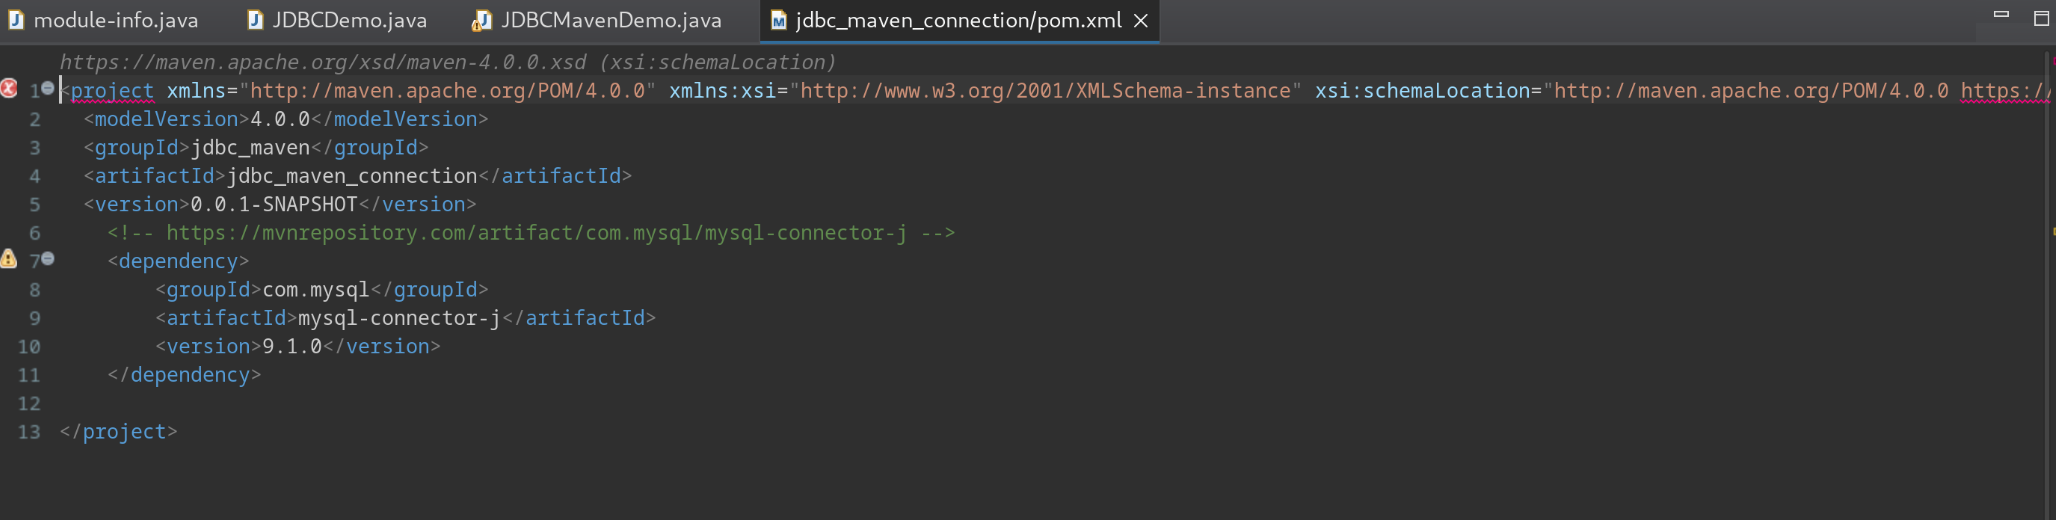 module-info.java JDBCDemo.java JDBCMavenDemo.java jdbc_maven_connection/pom.xml
https://maven.apache.org/xsd/maven-4.0.0.xsd (xsi:schemaLocation)
1 <project xmlns="http://maven.apache.org/POM/4.0.0" xmlns:xsi="http://www.w3.org/2001/XMLSchema-instance" xsi:schemaLocation="http://maven.apache.org/POM/4.0.0 https://
2 <modelVersion>4.0.0</modelVersion>
3 <groupId>jdbc_maven</groupId>
4 <artifactId>jdbc_maven_connection</artifactId>
5 <version>0.0.1-SNAPSHOT</version>
6 <!-- https://mvnrepository.com/artifact/com.mysql/mysql-connector-j -->
7 <dependency>
8 <groupId>com.mysql</groupId>
9 <artifactId>mysql-connector-j</artifactId>
10 <version>9.1.0</version>
11 </dependency>
12
13 </project>